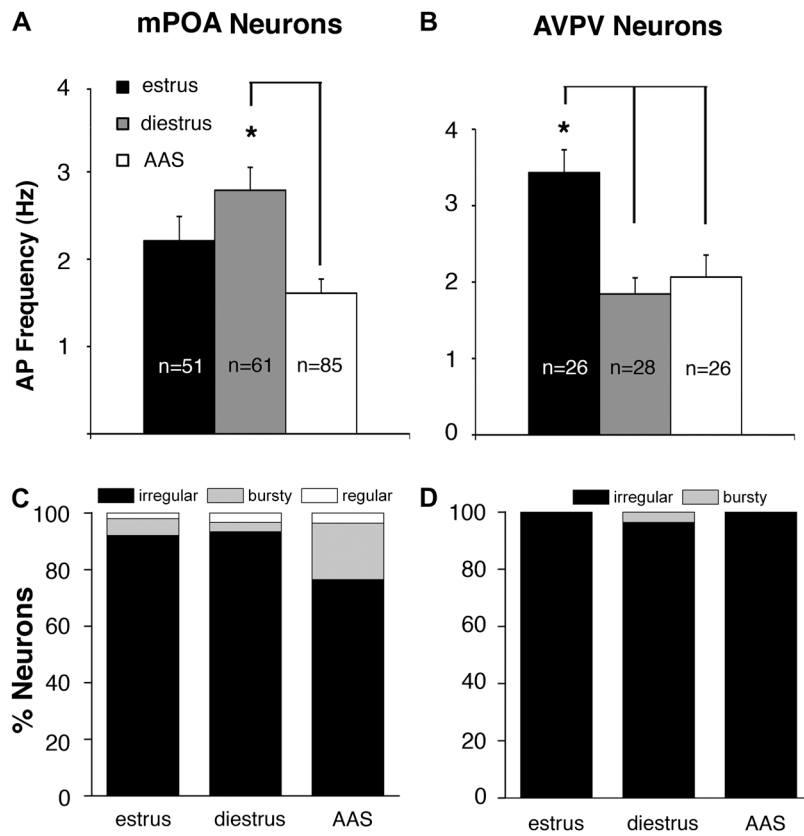 A
mPOA Neurons
B
AVPV Neurons
AP Frequency (Hz)
4
3
2
1
estrus
diestrus
AAS
*
n=51
n=61
n=85
4
3
2
1
0
*
n=26
n=28
n=26
C
irregular
bursty
regular
% Neurons
100
80
60
40
20
0
estrus
diestrus
AAS
D
irregular
bursty
100
80
60
40
20
0
estrus
diestrus
AAS